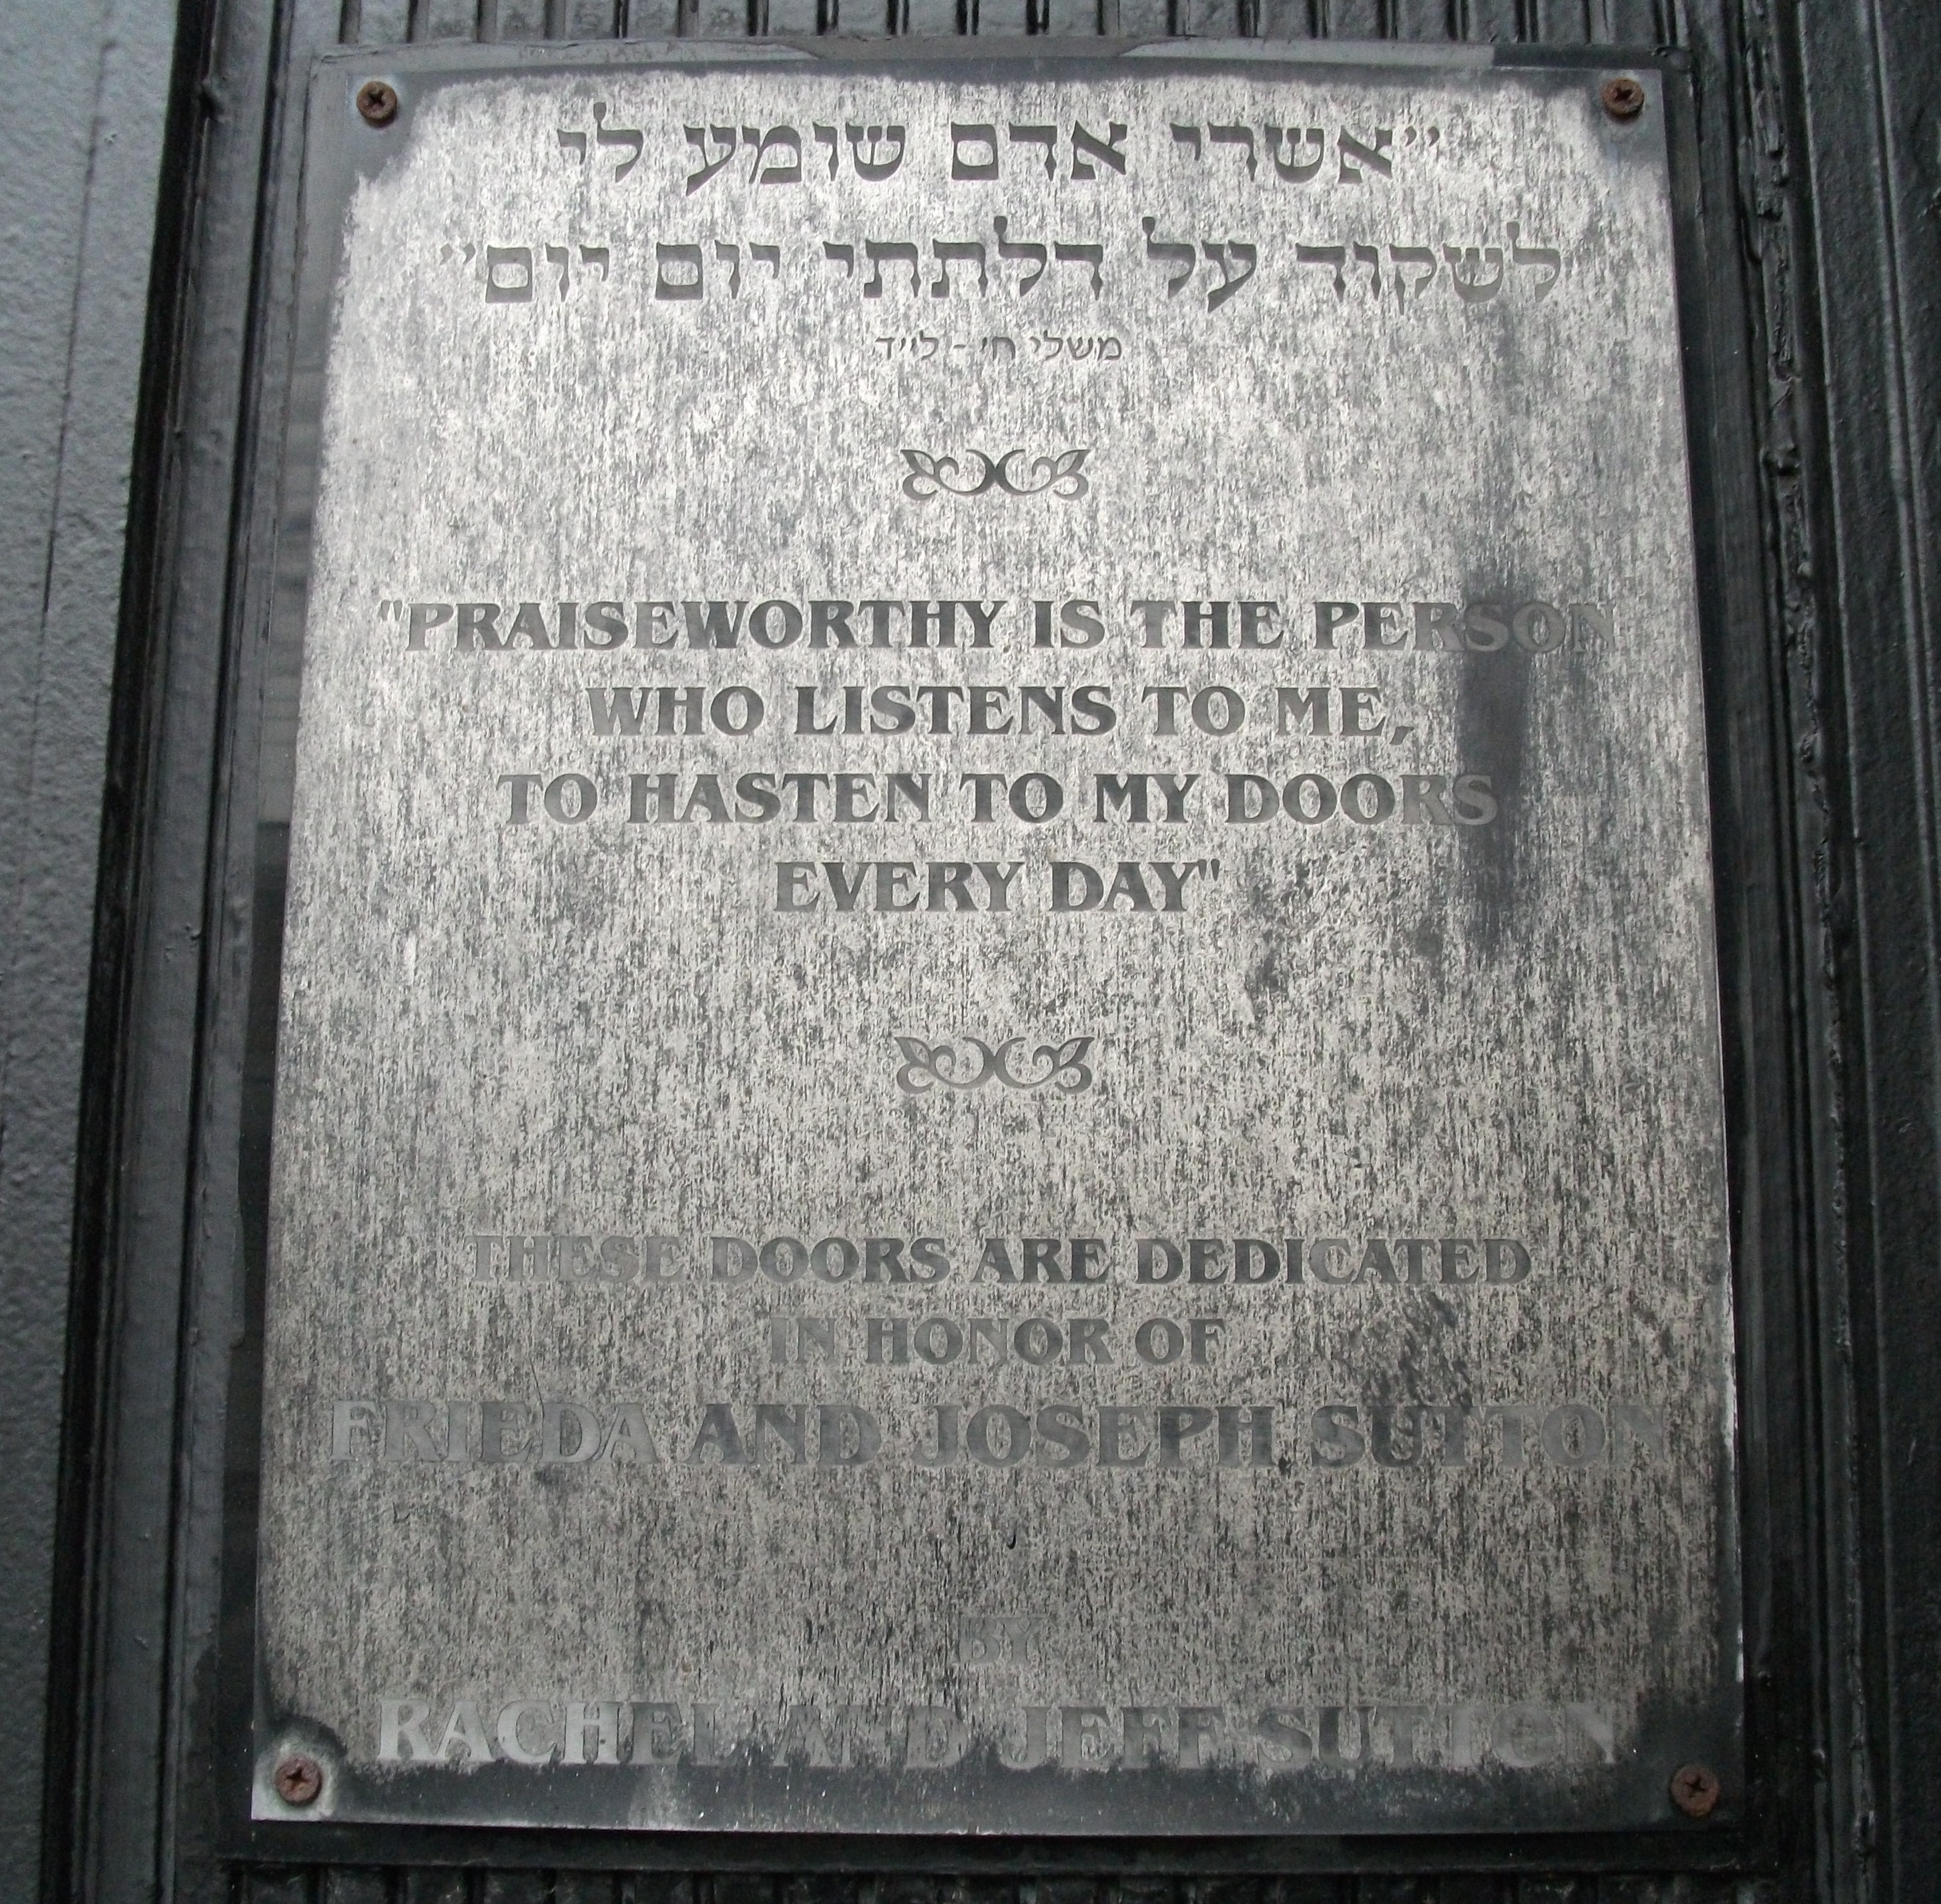 "אשרי אדם שומע לי
לשקוד על דלתתי יום יום"
משלי ח' - ל"ד
"PRAISEWORTHY IS THE PERSON
WHO LISTENS TO ME,
TO HASTEN TO MY DOORS
EVERY DAY"
THESE DOORS ARE DEDICATED
IN HONOR OF
FRIEDA AND JOSEPH SUTTON
BY
RACHEL AND JEFF SUTTON